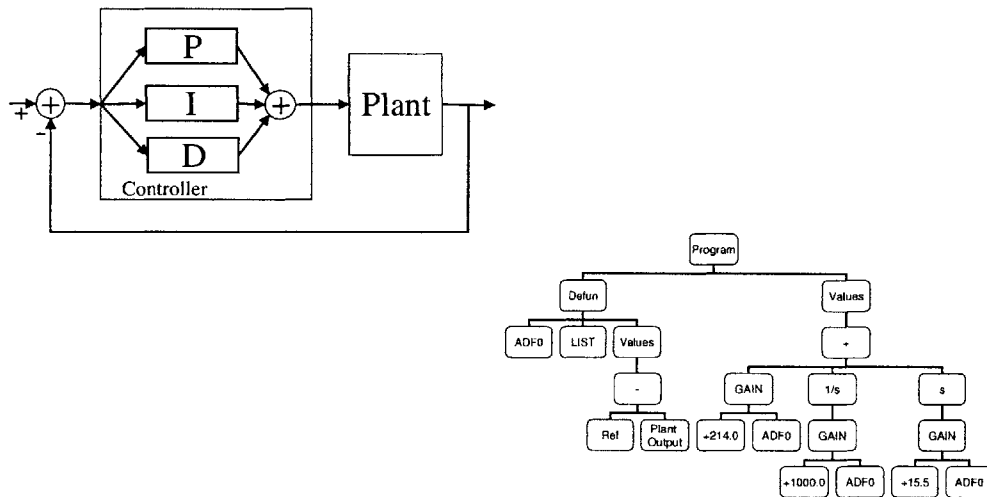 P
I
+
+
-
D
Plant
Controller
Program
Defun
Values
ADF0
LIST
Values
+
-
GAIN
1/s
s
Ref
Plant
Output
+214.0
ADF0
GAIN
GAIN
+1000.0
ADF0
+15.5
ADF0
+